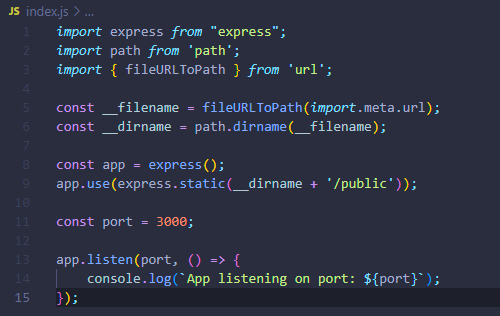 JS index.js > ...
1 import express from "express";
2 import path from 'path';
3 import { fileURLToPath } from 'url';
4
5 const __filename = fileURLToPath(import.meta.url);
6 const __dirname = path.dirname(__filename);
7
8 const app = express();
9 app.use(express.static(__dirname + '/public'));
10
11 const port = 3000;
12
13 app.listen(port, () => {
14     console.log(`App listening on port: ${port}`);
15 });